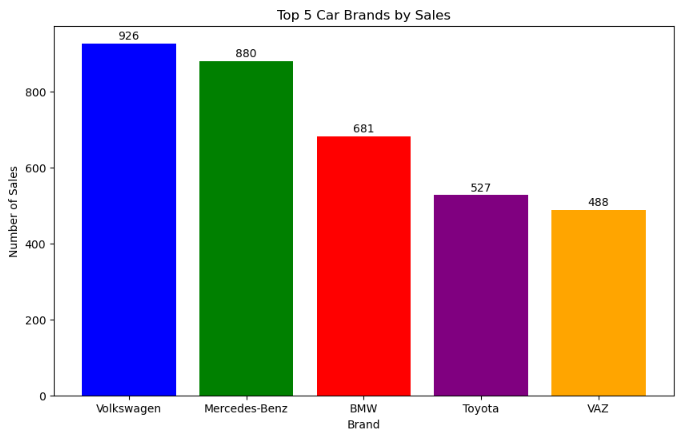 Top 5 Car Brands by Sales
926
880
681
527
488
Number of Sales
800
600
400
200
0
Volkswagen Mercedes-Benz BMW Toyota VAZ
Brand